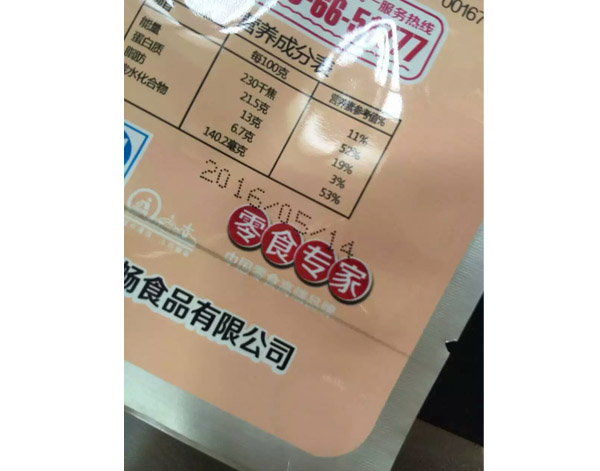 00167
服务热线
营养成分表
每100克 营养素参考值%
能量 230千焦 11%
蛋白质 21.5克 52%
脂肪 13克 19%
水化合物 6.7克 3%
140.2毫克 53%
2016/05/14
零食专家
畅食品有限公司